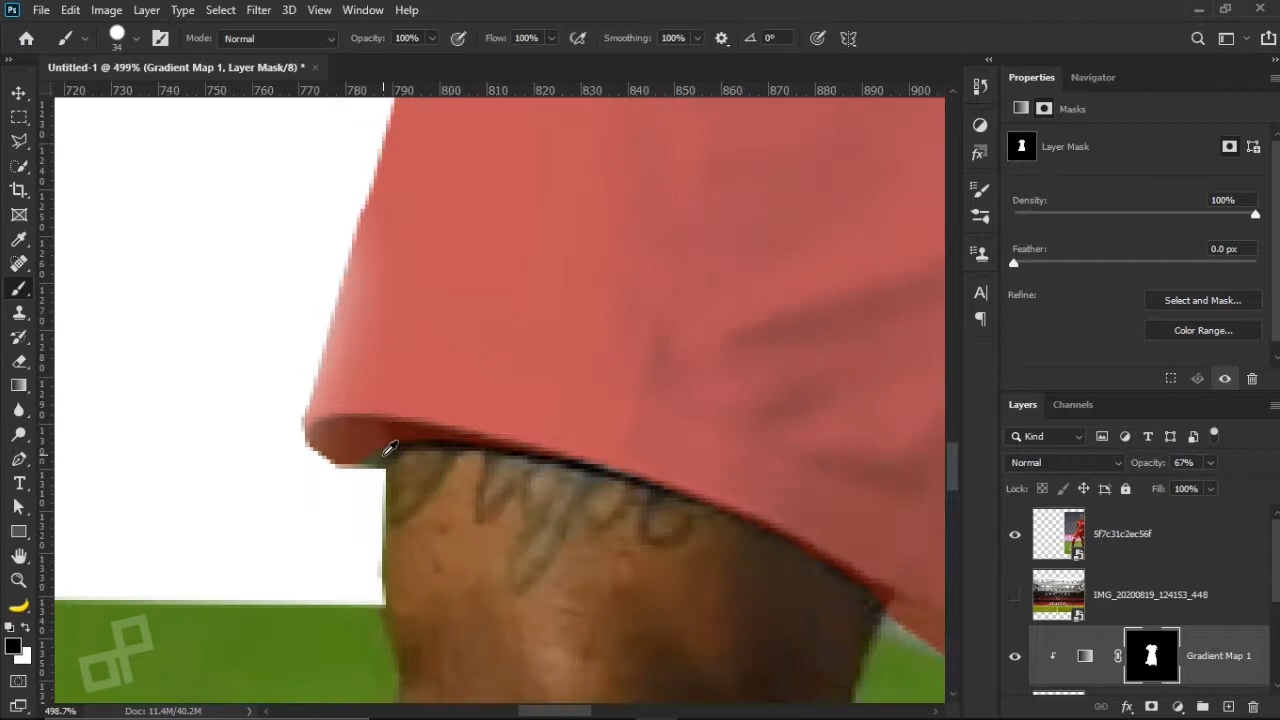 Ps File Edit Image Layer Type Select Filter 3D View Window Help
34 Mode: Normal Opacity: 100% Flow: 100% Smoothing: 100% 0°
Untitled-1 @ 499% (Gradient Map 1, Layer Mask/8) * ×
720 730 740 750 760 770 780 790 800 810 820 830 840 850 860 870 880 890 900
Properties Navigator
Masks
Layer Mask
Density: 100%
Feather: 0.0 px
Refine: Select and Mask...
Color Range...
Layers Channels
Kind
Normal Opacity: 67%
Lock: Fill: 100%
5f7c31c2ec56f
IMG_20200819_124153_448
Gradient Map 1
498.7% Doc: 11.4M/40.2M